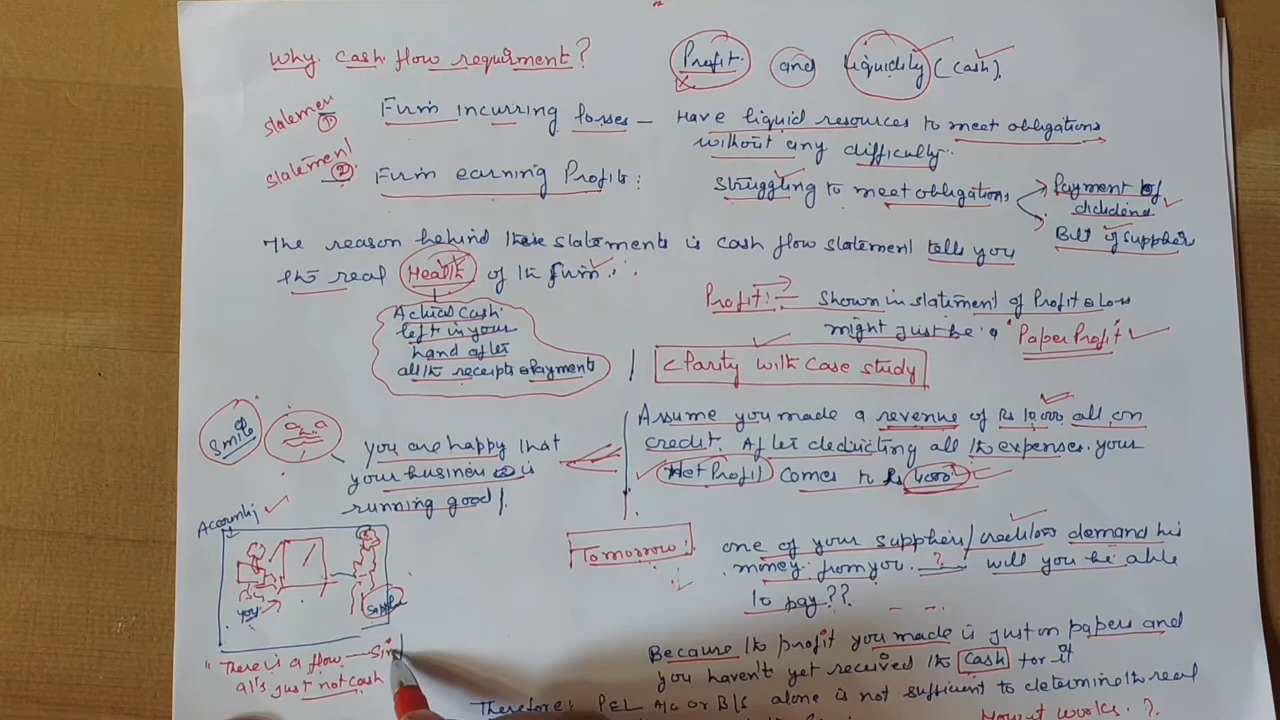 Why cash flow requirment?
Profit and liquidity (cash).
statemen ①
Firm incurring losses – Have liquid resources to meet obligations without any difficulty.
statement ②
Firm earning Profits: Struggling to meet obligations
Payment of dividend
Bill of supplier
The reason behind these statements is cash flow statement tells you
the real Health of the firm.
Actual cash
left in your
hand after
all the receipts & Payments
Profit:– Shown in statement of Profit & Loss
might just be a "Paper Profit"
Clarity with case study
Smile
you are happy that
your business is
running good!
Assume you made a revenue of Rs 10,000 all on
credit. After deducting all the expenses your
Net Profit comes to Rs 4000
Accounting
you
Supplier
"There is a flow – Sir
It's just not cash
Tomorrow:
one of your suppliers/creditors demand his
money from you. ? will you be able
to pay??
Because the profit you made is just on papers and
you haven't yet received the cash for it
Therefore: P&L A/c or B/S alone is not sufficient to determine the real
works.?